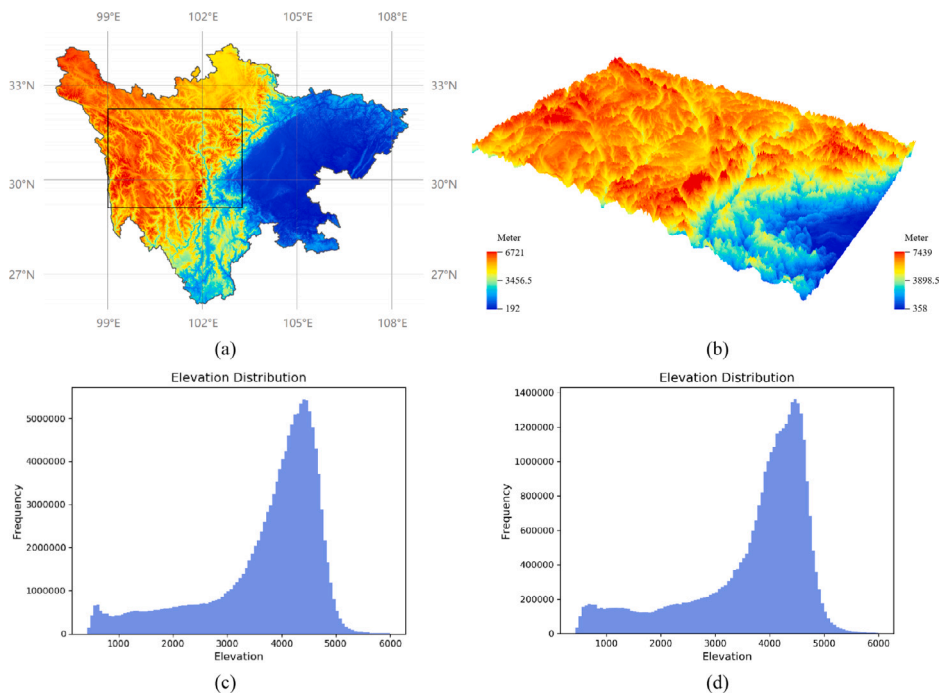 99°E 102°E 105°E 108°E
33°N 33°N
30°N 30°N
27°N 27°N
99°E 102°E 105°E 108°E
Meter
6721
3456.5
192
(a)
Meter
7439
3898.5
358
(b)
Elevation Distribution
Frequency
5000000
4000000
3000000
2000000
1000000
0
1000 2000 3000 4000 5000 6000
Elevation
(c)
Elevation Distribution
Frequency
1400000
1200000
1000000
800000
600000
400000
200000
0
1000 2000 3000 4000 5000 6000
Elevation
(d)